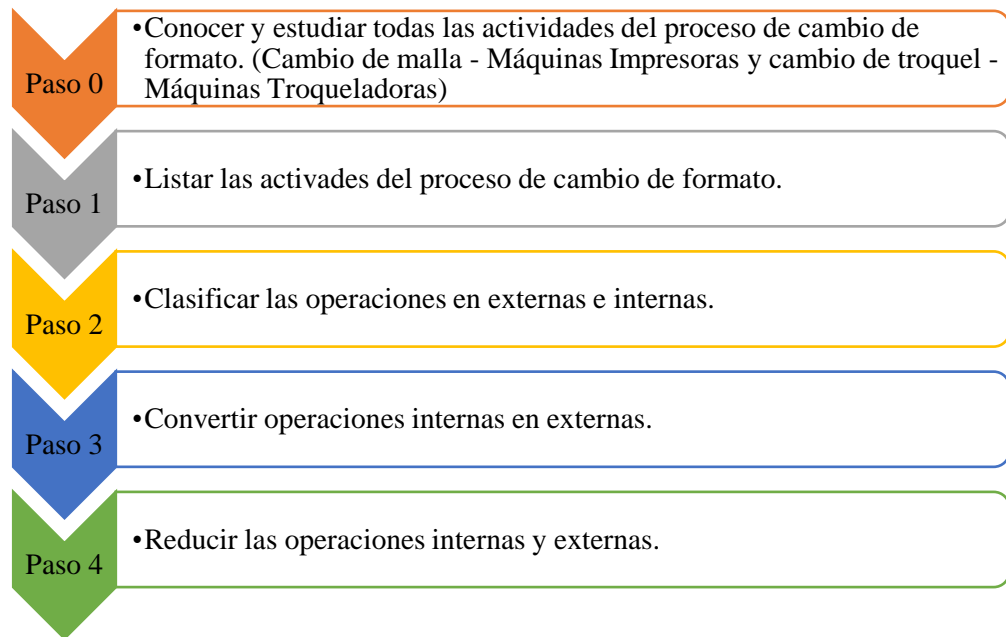 Paso 0
•Conocer y estudiar todas las actividades del proceso de cambio de
formato. (Cambio de malla - Máquinas Impresoras y cambio de troquel -
Máquinas Troqueladoras)
Paso 1
•Listar las activades del proceso de cambio de formato.
Paso 2
•Clasificar las operaciones en externas e internas.
Paso 3
•Convertir operaciones internas en externas.
Paso 4
•Reducir las operaciones internas y externas.